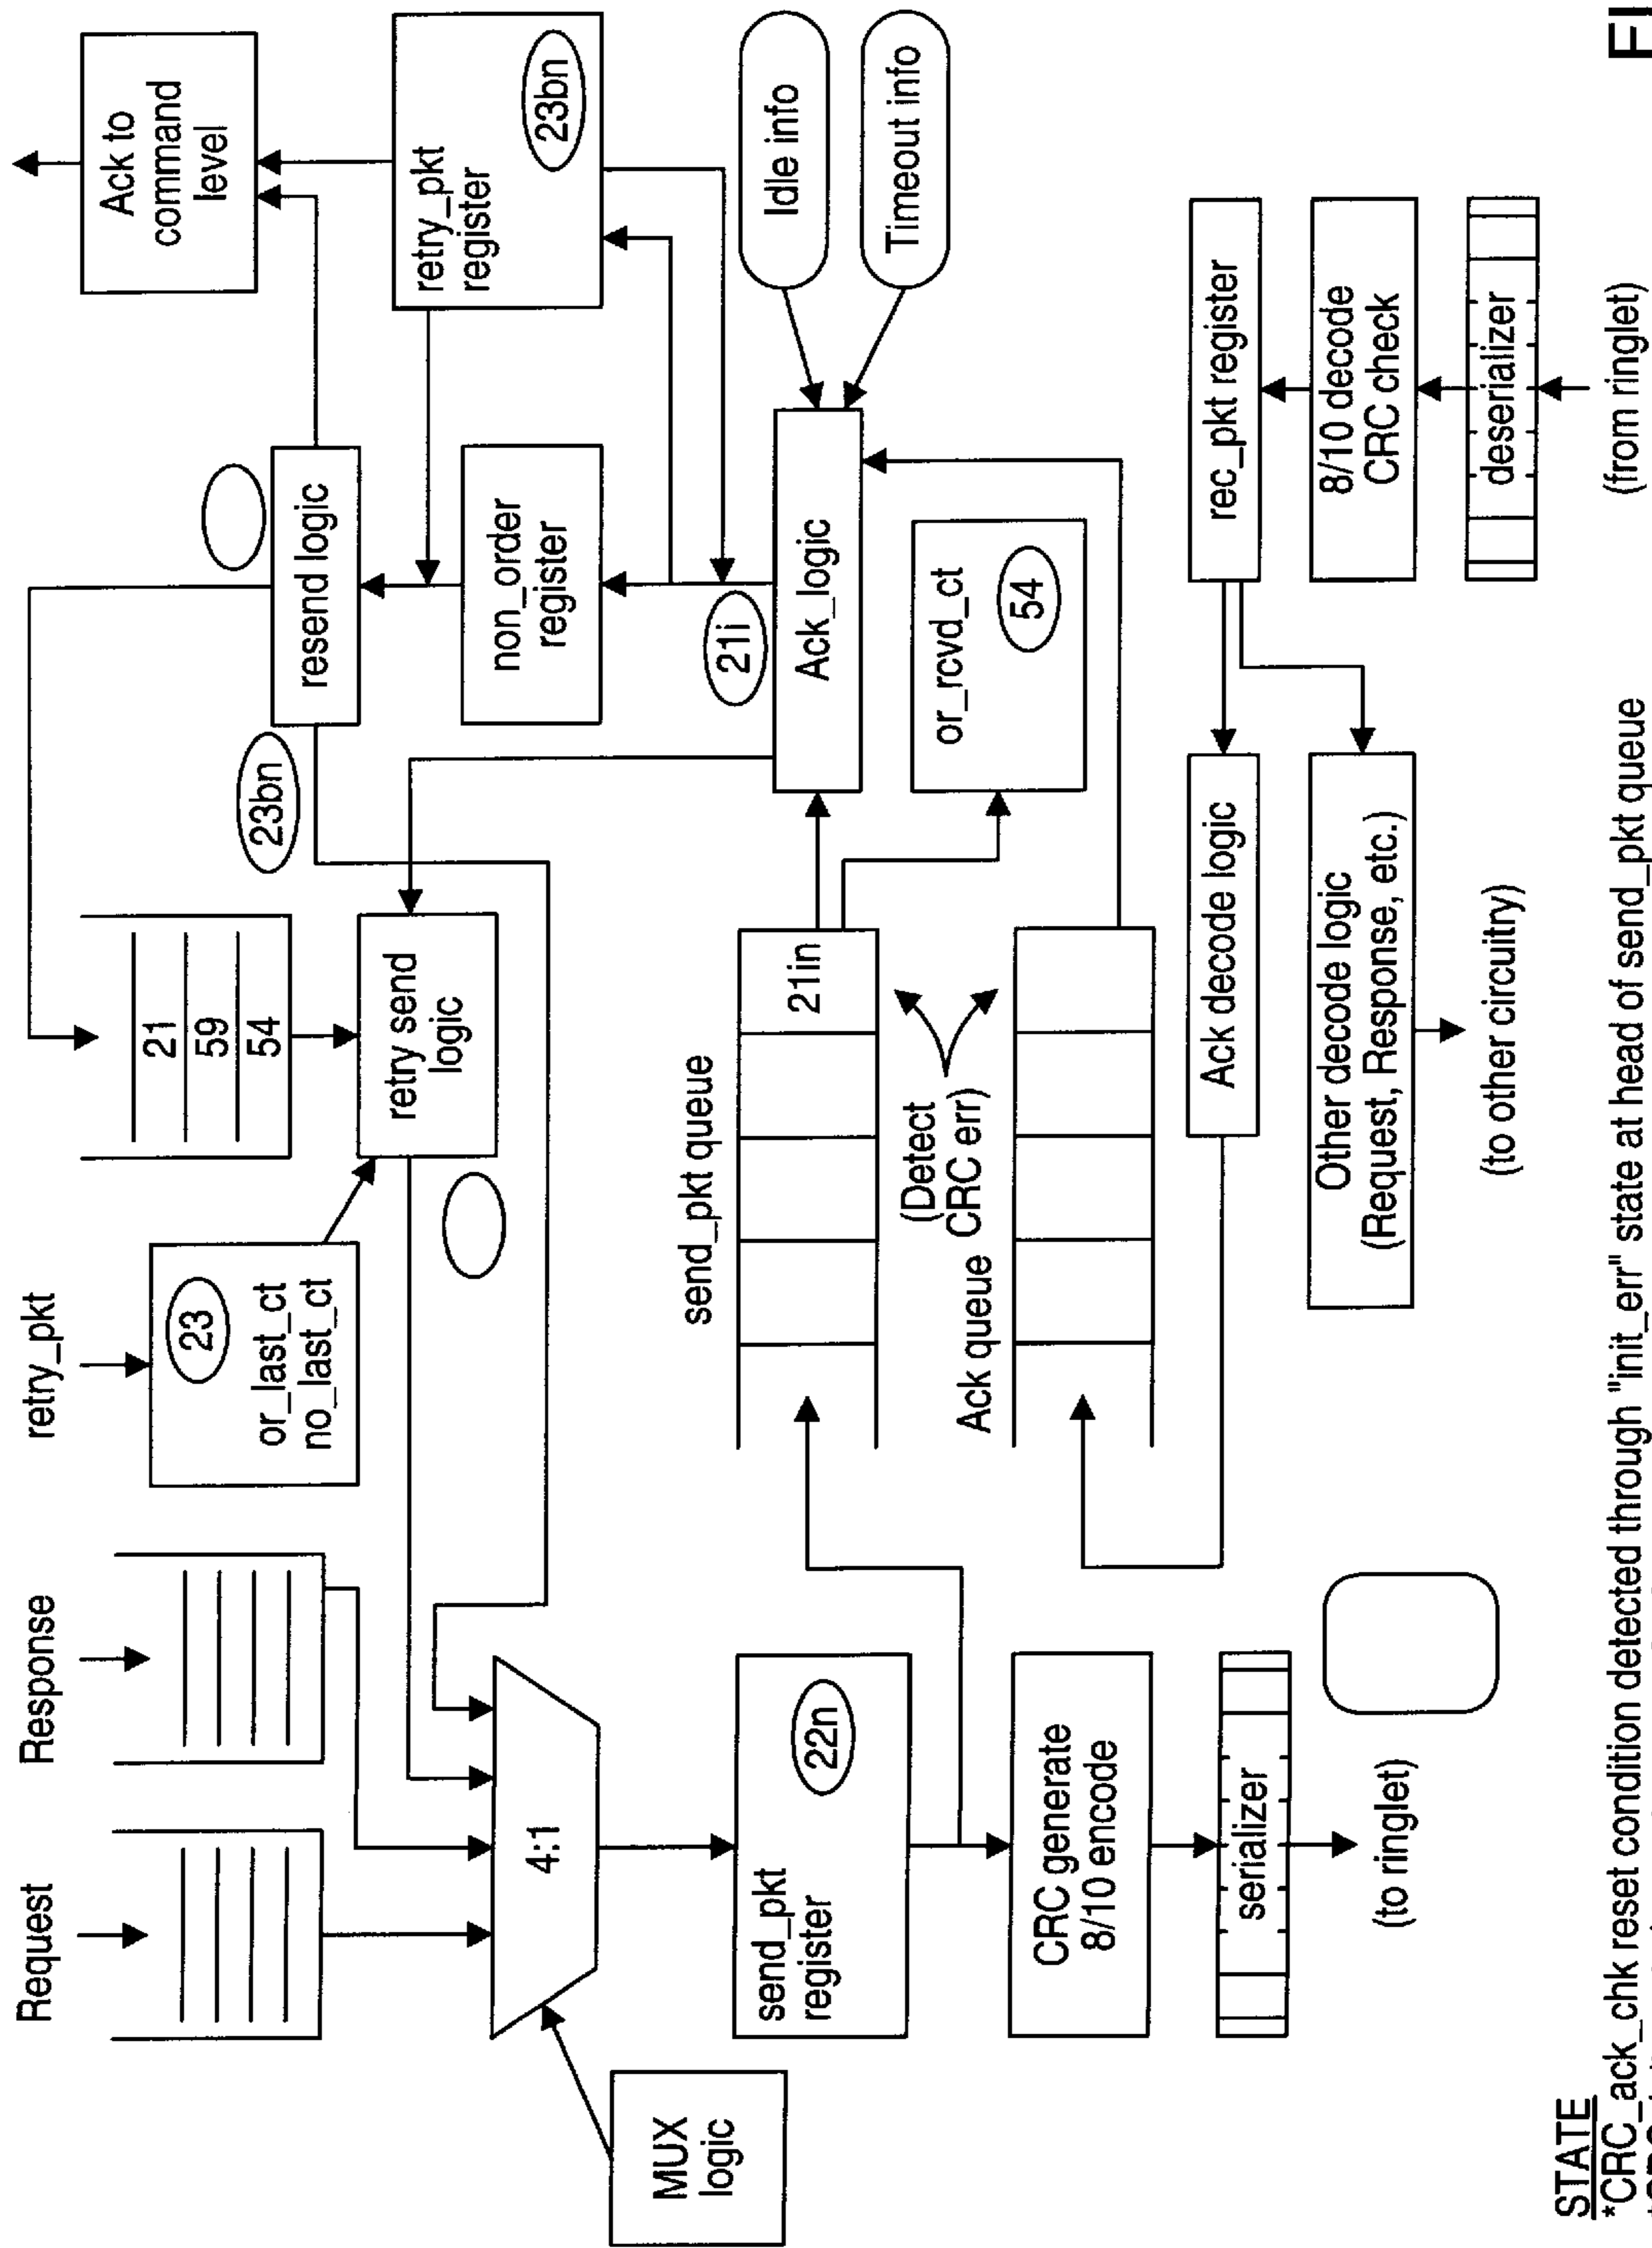 Request
Response
retry_pkt
23
or_last_ct
no_last_ct
21
59
54
retry send
logic
23bn
resend logic
Ack to
command
level
retry_pkt
register
23bn
non_order
register
21i
Ack_logic
Idle info
Timeout info
MUX
logic
4:1
send_pkt
register
22n
send_pkt queue
21in
or_rcvd_ct
54
(Detect
CRC err)
Ack queue
CRC generate
8/10 encode
serializer
(to ringlet)
Ack decode logic
Other decode logic
(Request, Response, etc.)
(to other circuitry)
rec_pkt register
8/10 decode
CRC check
deserializer
(from ringlet)
STATE
*CRC_ack_chk reset condition detected through "init_err" state at head of send_pkt queue